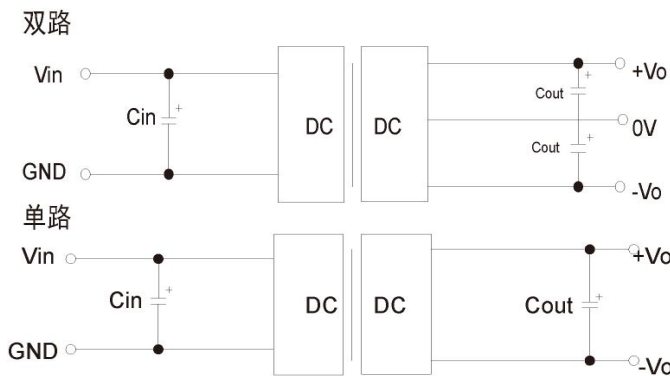 双路
Vin
+Vo
Cout
Cin
DC
DC
0V
Cout
GND
-Vo
单路
Vin
+Vo
Cin
DC
DC
Cout
GND
-Vo